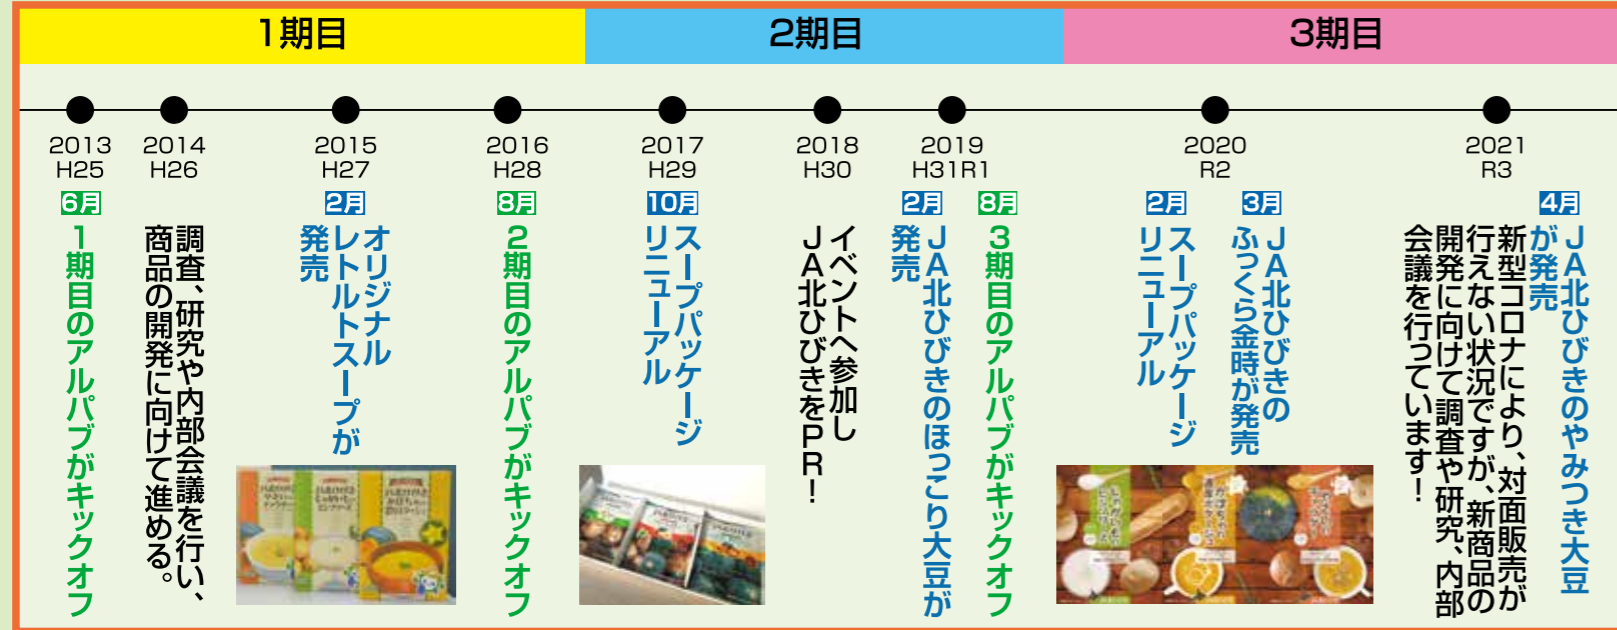 1期目
2期目
3期目
2013
H25
6月
1期目のアルパブがキックオフ
2014
H26
調査、研究や内部会議を行い、
商品の開発に向けて進める。
2015
H27
2月
オリジナル
レトルトスープが
発売
2016
H28
8月
2期目のアルパブがキックオフ
2017
H29
10月
スープパッケージ
リニューアル
2018
H30
イベントへ参加し
JA北ひびきをPR!
2019
H31R1
2月
JA北ひびきのほっこり大豆が
発売
8月
3期目のアルパブがキックオフ
2020
R2
2月
スープパッケージ
リニューアル
3月
JA北ひびきの
ふっくら金時が発売
2021
R3
4月
JA北ひびきのやみつき大豆
が発売
新型コロナにより、対面販売が
行えない状況ですが、新商品の
開発に向けて調査や研究、内部
会議を行っています!